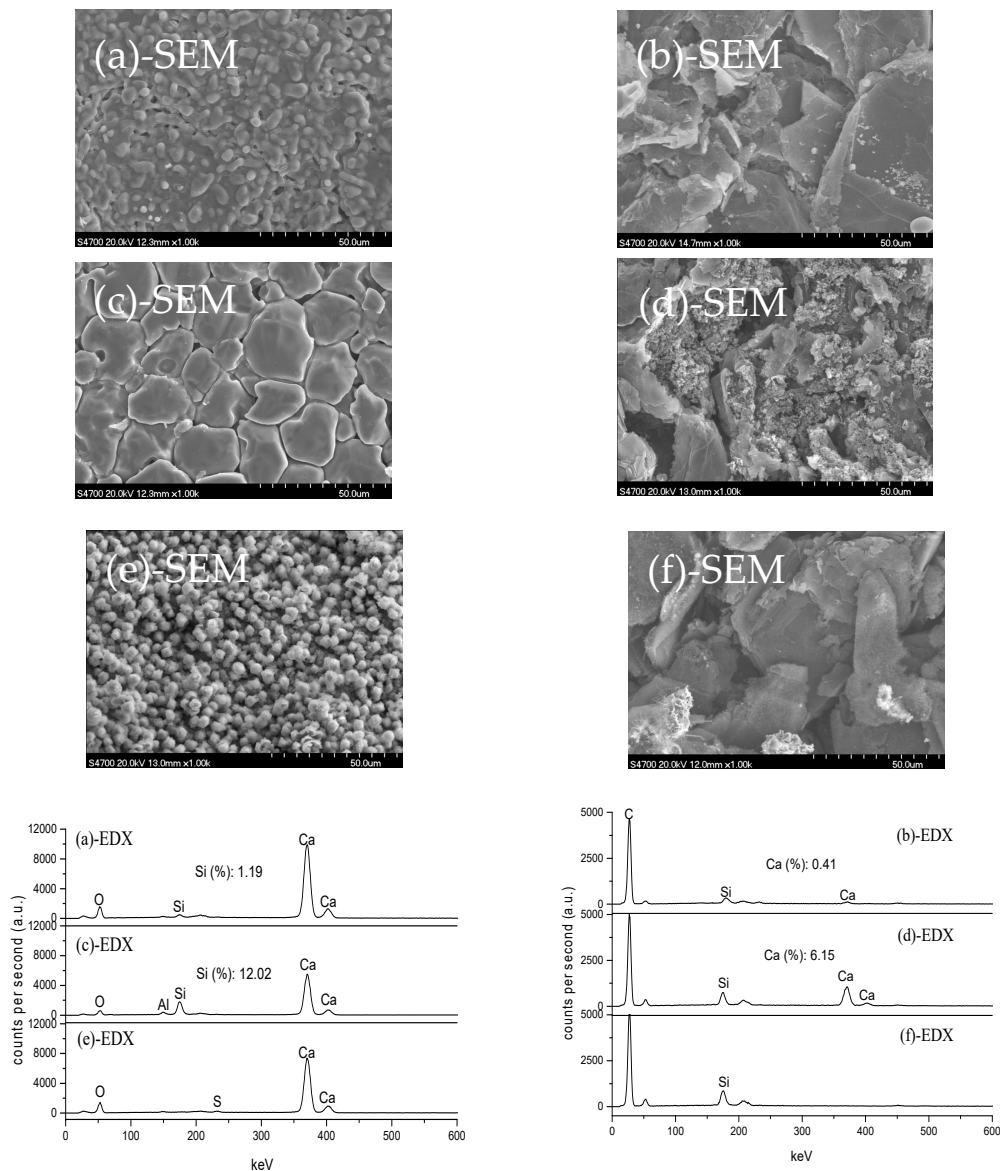 (a)-SEM
S4700 20.0kV 12.3mm x1.00k 50.0um
(b)-SEM
S4700 20.0kV 14.7mm x1.00k 50.0um
(c)-SEM
S4700 20.0kV 12.3mm x1.00k 50.0um
(d)-SEM
S4700 20.0kV 13.0mm x1.00k 50.0um
(e)-SEM
S4700 20.0kV 13.0mm x1.00k 50.0um
(f)-SEM
S4700 20.0kV 12.0mm x1.00k 50.0um
counts per second (a.u.)
12000
8000
4000
0
(a)-EDX
Si (%): 1.19
O
Si
Ca
Ca
12000
8000
4000
0
(c)-EDX
Si (%): 12.02
O
Al
Si
Ca
Ca
12000
8000
4000
0
(e)-EDX
O
S
Ca
Ca
0 100 200 300 400 500 600
keV
counts per second (a.u.)
5000
2500
0
C
(b)-EDX
Ca (%): 0.41
Si
Ca
5000
2500
0
(d)-EDX
Ca (%): 6.15
Si
Ca
Ca
5000
2500
0
(f)-EDX
Si
0 200 400 600
keV